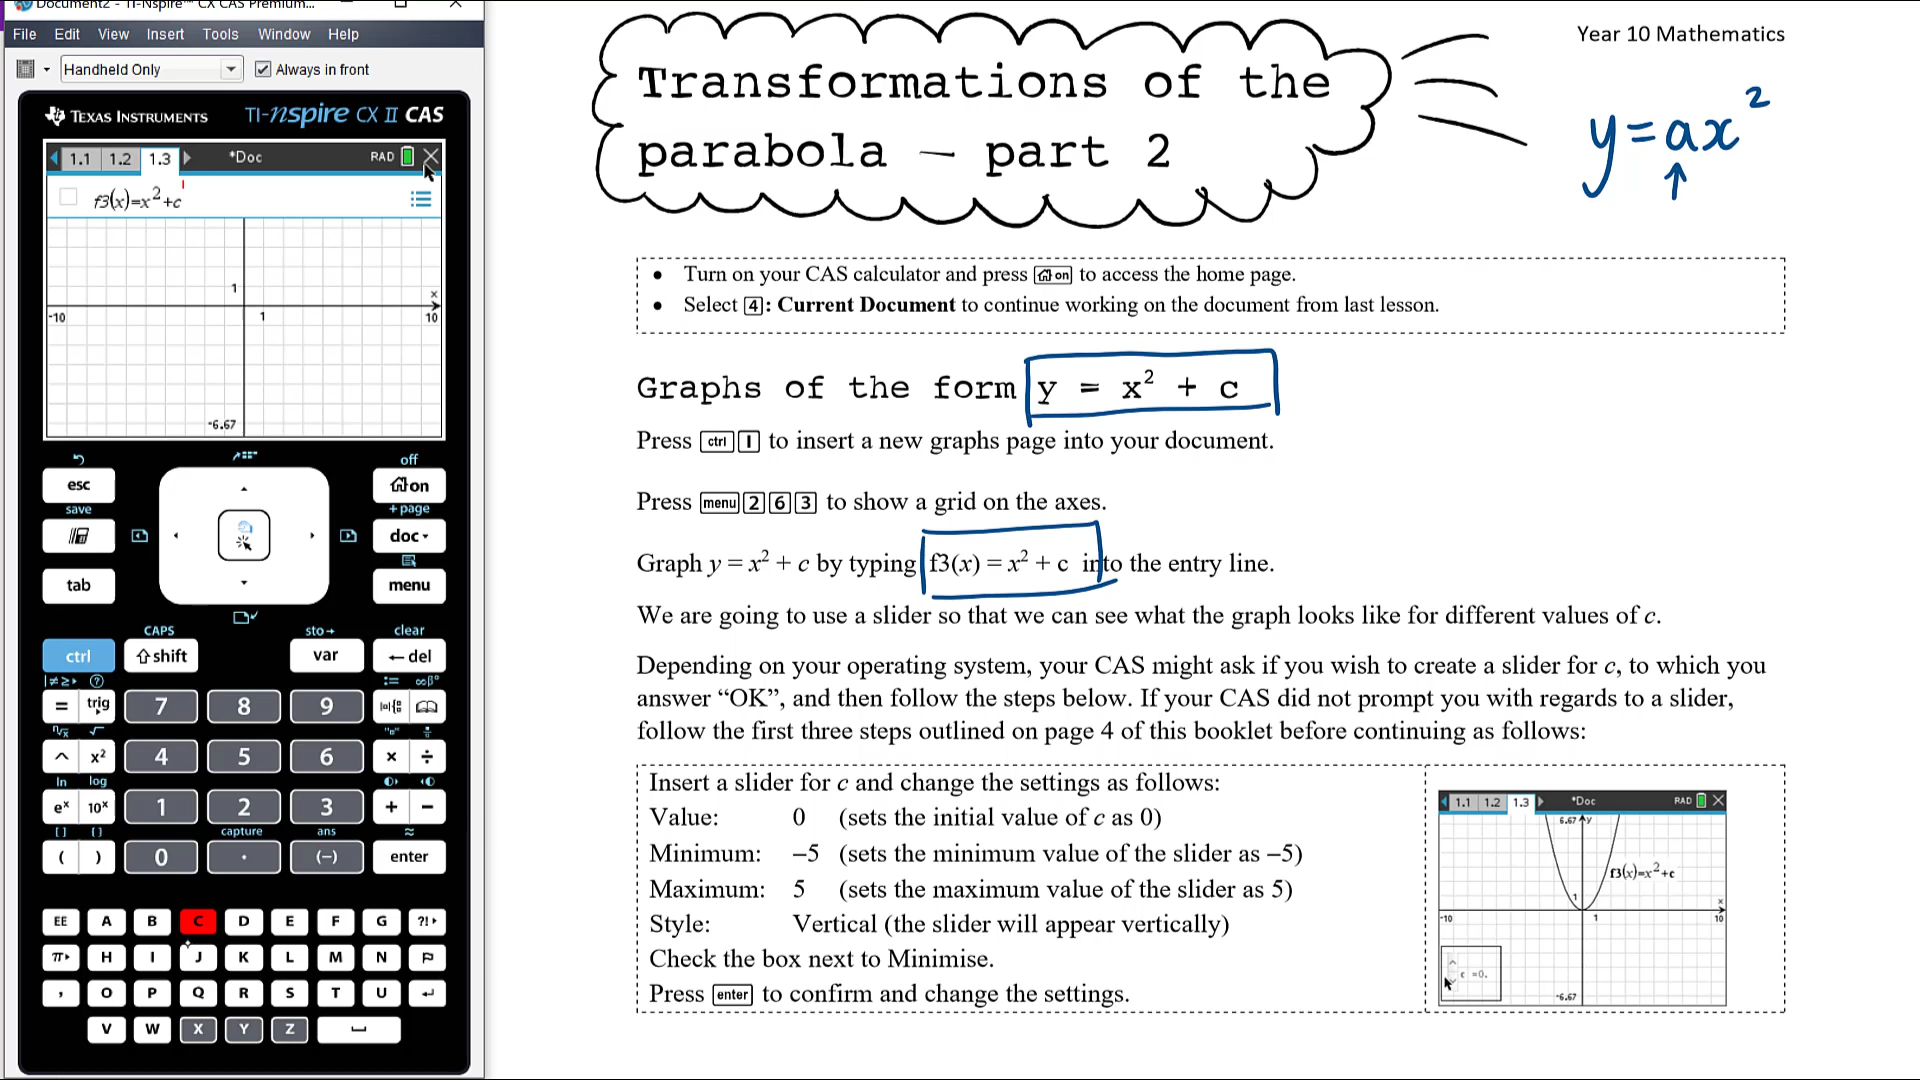 Document2 - TI-Nspire™ CX CAS Premium...
File Edit View Insert Tools Window Help
Handheld Only Always in front
TEXAS INSTRUMENTS TI-nspire CX II CAS
1.1 1.2 1.3 *Doc RAD
f3(x)=x²+c
1
x
-10 1 10
-6.67
off
esc on
save + page
doc
tab menu
CAPS sto→ clear
ctrl ⇧shift var ←del
= trig 7 8 9
^ x² 4 5 6 × ÷
ln log
eˣ 10ˣ 1 2 3 + −
[ ] { } capture ans ≈
( ) 0 . (−) enter
EE A B C D E F G ?!▸
π▸ H I J K L M N
, O P Q R S T U
V W X Y Z
Year 10 Mathematics
Transformations of the
parabola – part 2
y = ax²
↑
• Turn on your CAS calculator and press on to access the home page.
• Select 4: Current Document to continue working on the document from last lesson.
Graphs of the form y = x² + c
Press ctrl I to insert a new graphs page into your document.
Press menu 2 6 3 to show a grid on the axes.
Graph y = x² + c by typing f3(x) = x² + c into the entry line.
We are going to use a slider so that we can see what the graph looks like for different values of c.
Depending on your operating system, your CAS might ask if you wish to create a slider for c, to which you
answer “OK”, and then follow the steps below. If your CAS did not prompt you with regards to a slider,
follow the first three steps outlined on page 4 of this booklet before continuing as follows:
Insert a slider for c and change the settings as follows:
Value: 0 (sets the initial value of c as 0)
Minimum: –5 (sets the minimum value of the slider as –5)
Maximum: 5 (sets the maximum value of the slider as 5)
Style: Vertical (the slider will appear vertically)
Check the box next to Minimise.
Press enter to confirm and change the settings.
1.1 1.2 1.3 *Doc RAD
6.67 y
f3(x)=x²+c
1
x
-10 1 10
c =0.
-6.67